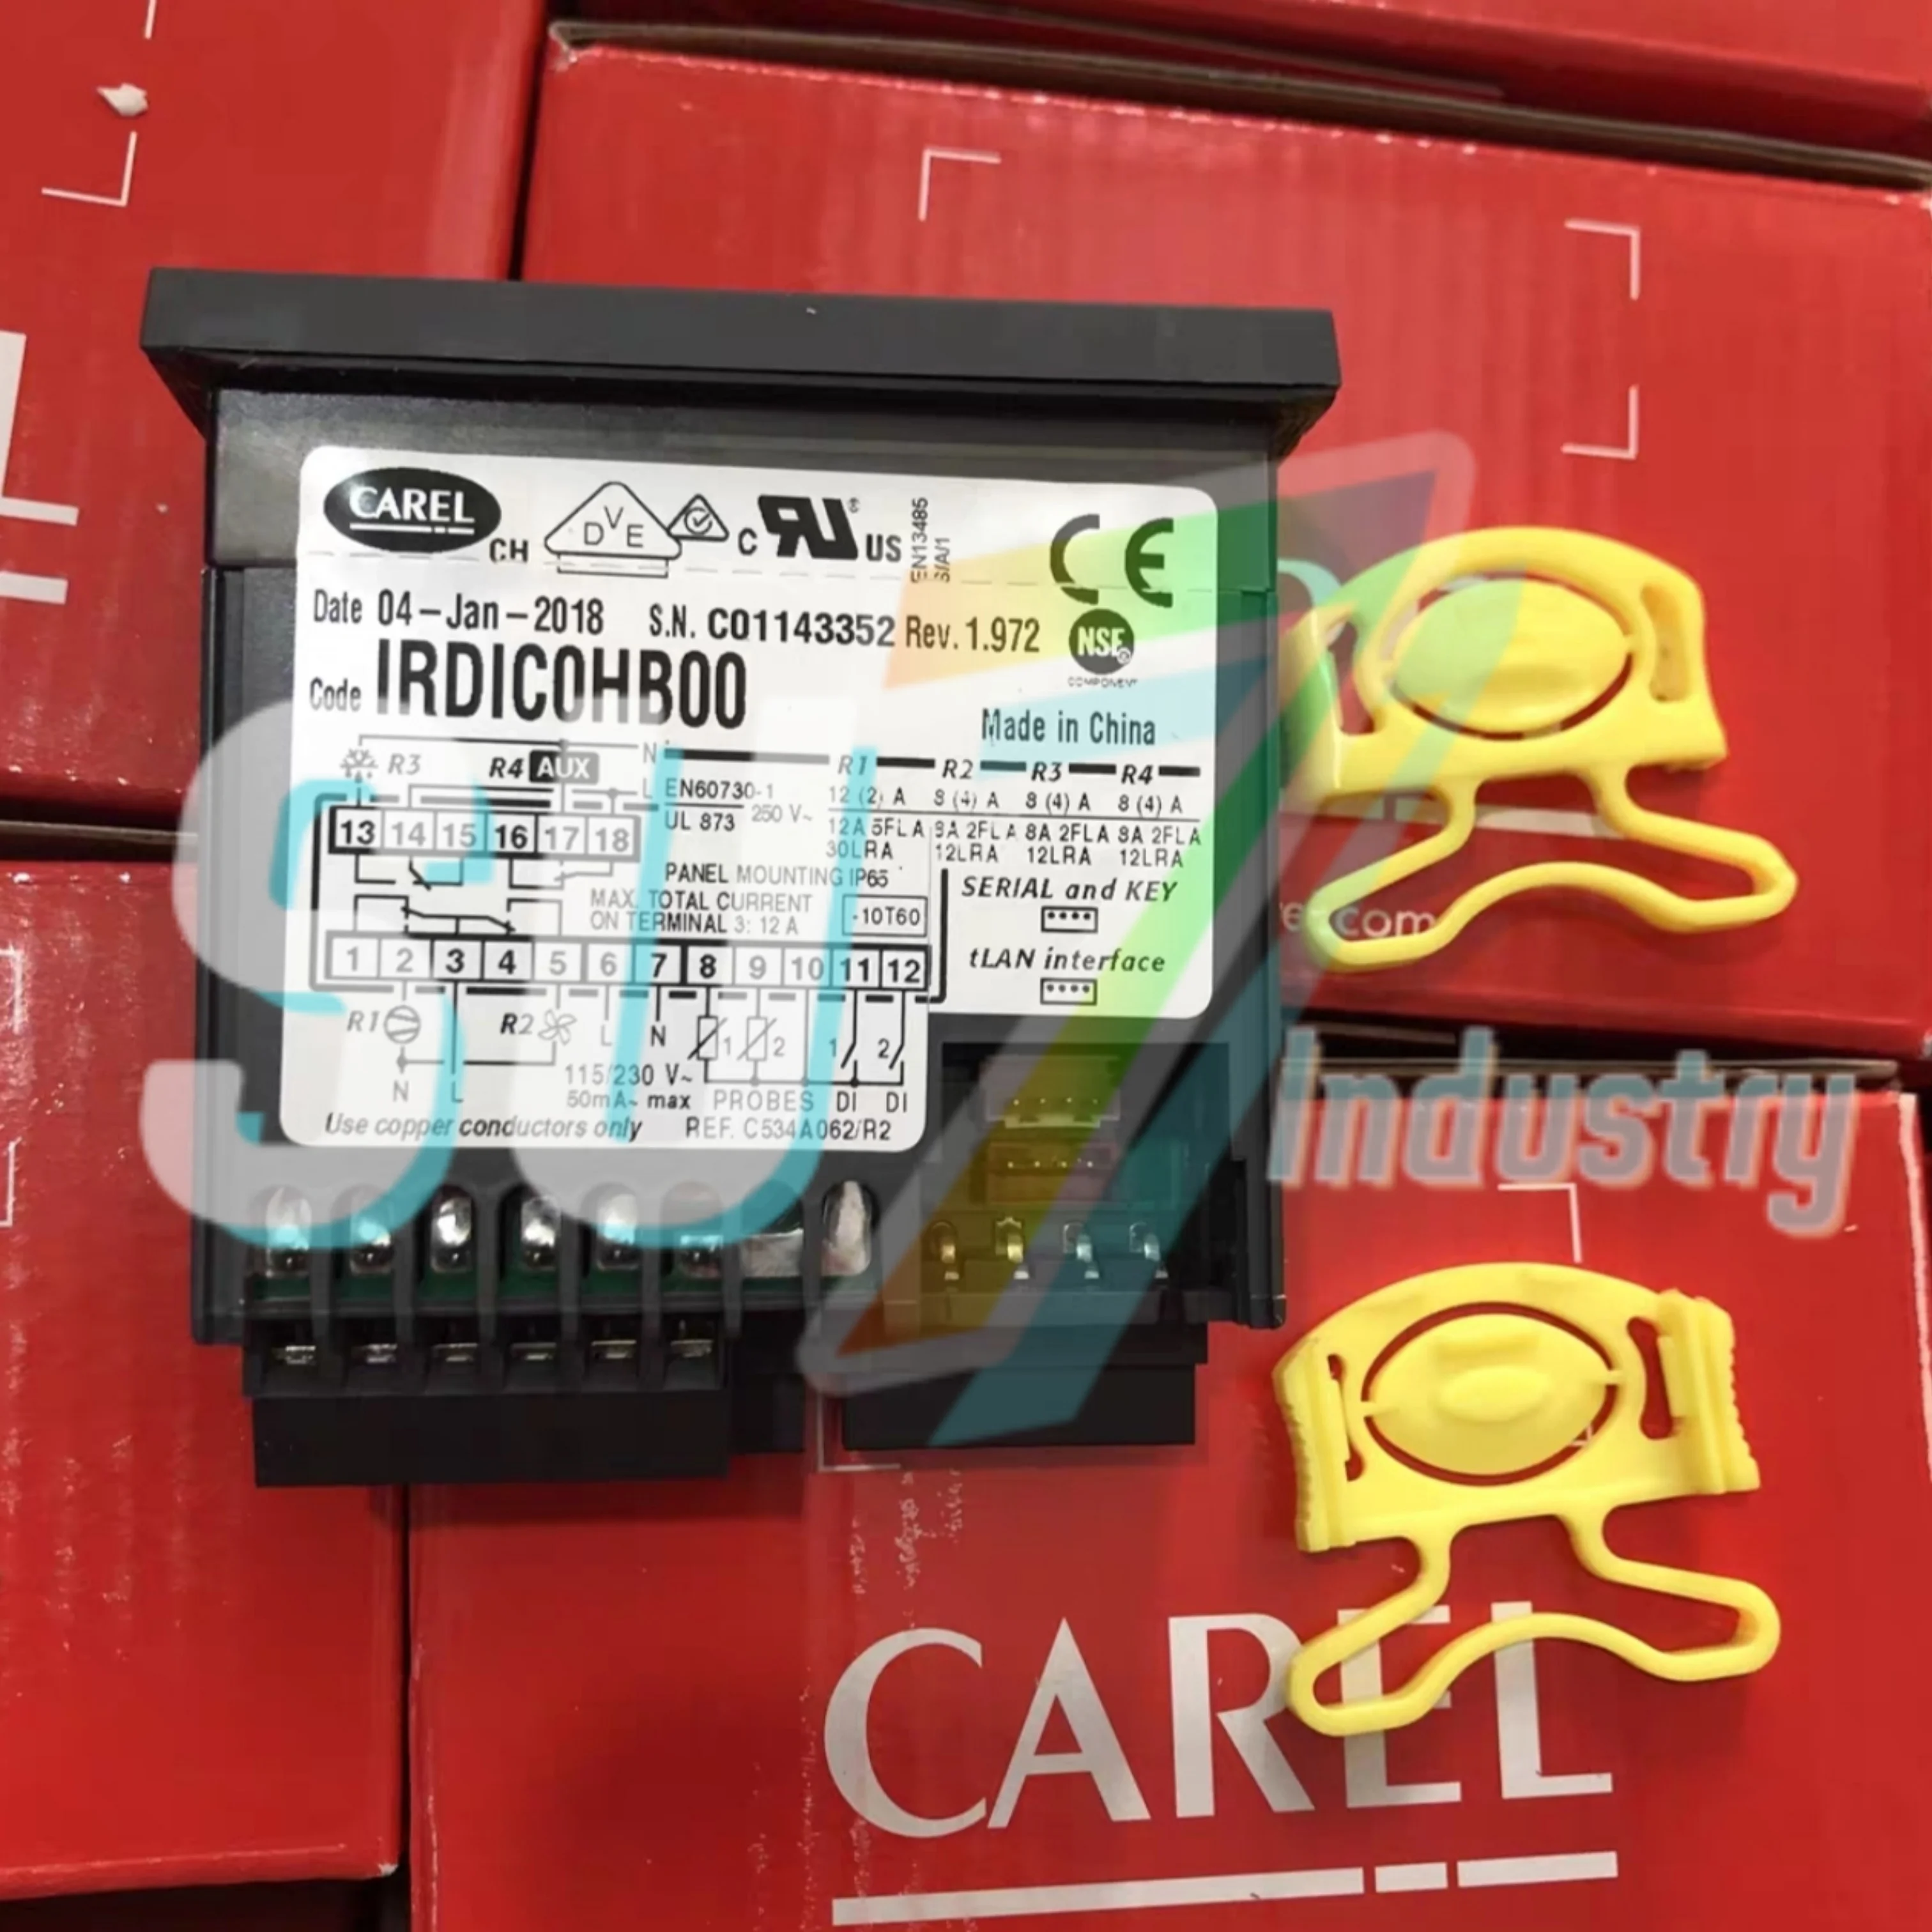 CAREL
CH
D V E
C RU US
®
EN13485
S/A/1
CE
Date 04-Jan-2018 S.N. C01143352 Rev. 1.972
NSF®
COMPONENT
Code IRDIC0HB00
Made in China
R3 R4 AUX N
L
R1 R2 R3 R4
EN60730-1
UL 873
250 V~
12 (2) A 8 (4) A 8 (4) A 8 (4) A
12A 5FLA 8A 2FLA 8A 2FLA 8A 2FLA
30LRA 12LRA 12LRA 12LRA
13 14 15 16 17 18
PANEL MOUNTING IP65
MAX. TOTAL CURRENT
ON TERMINAL 3: 12 A
-10T60
SERIAL and KEY
tLAN interface
1 2 3 4 5 6 7 8 9 10 11 12
R1 R2 L N 1 2 1 2
N L
115/230 V~
50mA~ max PROBES DI DI
Use copper conductors only REF. C534A062/R2
SU
industry
.com
CAREL